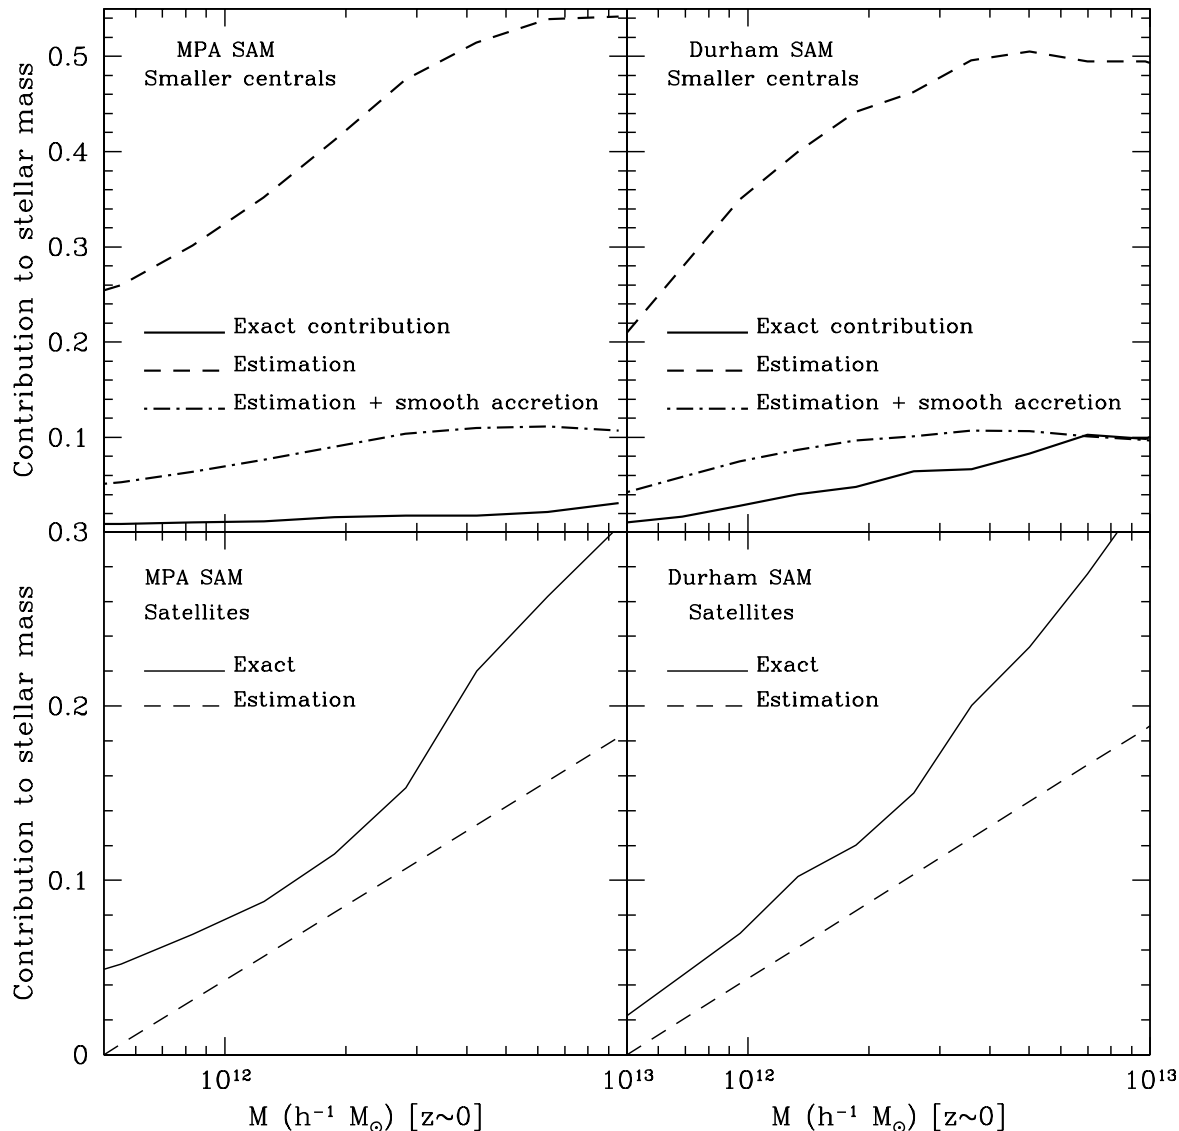 MPA SAM
Smaller centrals
Durham SAM
Smaller centrals
Contribution to stellar mass
0.5
0.4
0.3
0.2
0.1
Exact contribution
Estimation
Estimation + smooth accretion
Exact contribution
Estimation
Estimation + smooth accretion
0.3
MPA SAM
Satellites
Exact
Estimation
Durham SAM
Satellites
Exact
Estimation
Contribution to stellar mass
0.2
0.1
0
10¹²
10¹³
10¹²
10¹³
M (h⁻¹ M☉) [z~0]
M (h⁻¹ M☉) [z~0]